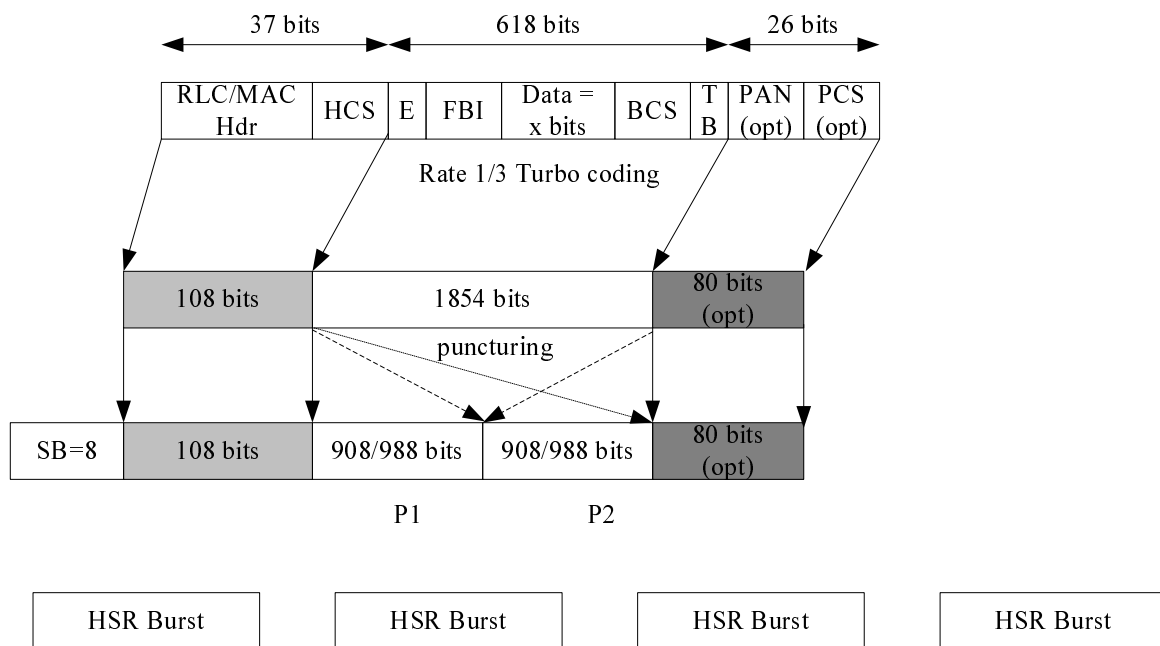 37 bits
618 bits
26 bits
RLC/MAC
Hdr
HCS
E
FBI
Data =
x bits
BCS
T
B
PAN
(opt)
PCS
(opt)
Rate 1/3 Turbo coding
108 bits
1854 bits
80 bits
(opt)
puncturing
SB=8
108 bits
908/988 bits
908/988 bits
80 bits
(opt)
P1
P2
HSR Burst
HSR Burst
HSR Burst
HSR Burst